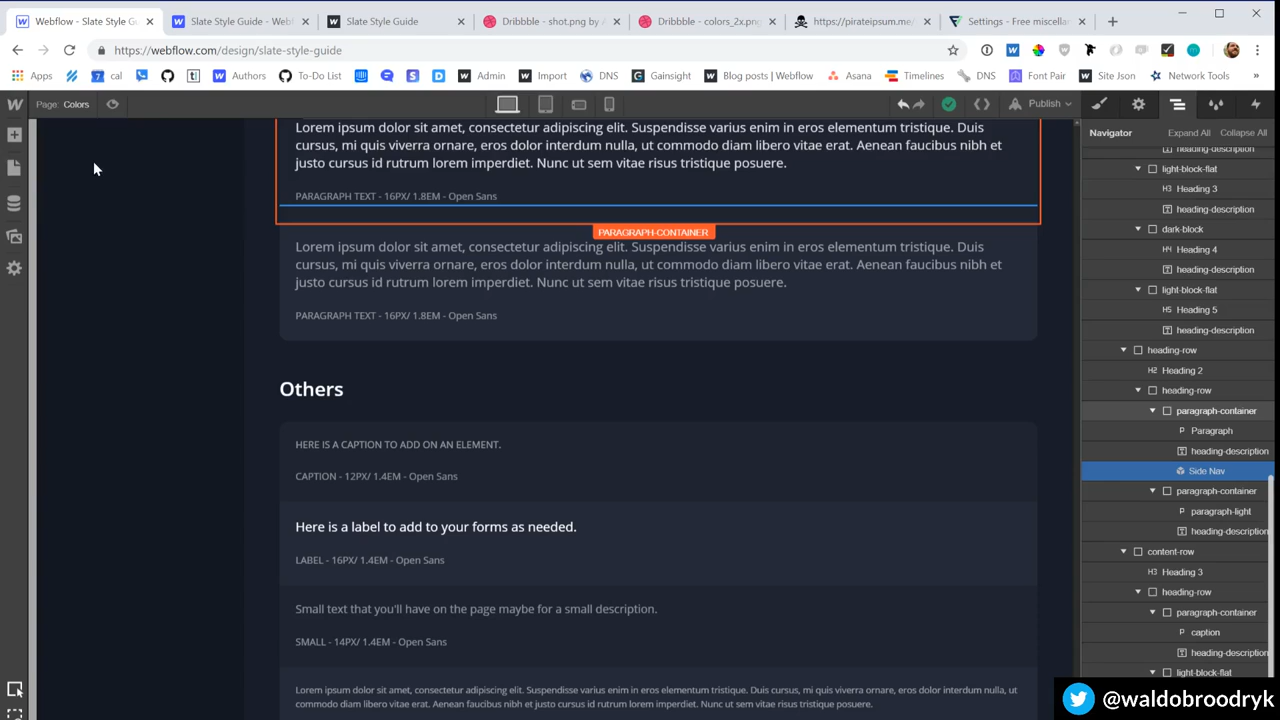 Webflow - Slate Style Guide
Slate Style Guide - Webf
Slate Style Guide
Dribbble - shot.png by A
Dribbble - colors_2x.png
https://pirateipsum.me/
Settings - Free miscellan
https://webflow.com/design/slate-style-guide
Apps
cal
Authors
To-Do List
Admin
Import
DNS
Gainsight
Blog posts | Webflow
Asana
Timelines
DNS
Font Pair
Site Json
Network Tools
»
Page: Colors
Publish
Navigator
Expand All
Collapse All
heading-description
light-block-flat
H3 Heading 3
heading-description
dark-block
H4 Heading 4
heading-description
light-block-flat
H5 Heading 5
heading-description
heading-row
H2 Heading 2
heading-row
paragraph-container
P Paragraph
heading-description
Side Nav
paragraph-container
P paragraph-light
heading-description
content-row
H3 Heading 3
heading-row
paragraph-container
P caption
heading-description
light-block-flat
Lorem ipsum dolor sit amet, consectetur adipiscing elit. Suspendisse varius enim in eros elementum tristique. Duis
cursus, mi quis viverra ornare, eros dolor interdum nulla, ut commodo diam libero vitae erat. Aenean faucibus nibh et
justo cursus id rutrum lorem imperdiet. Nunc ut sem vitae risus tristique posuere.
PARAGRAPH TEXT - 16PX/ 1.8EM - Open Sans
PARAGRAPH-CONTAINER
Lorem ipsum dolor sit amet, consectetur adipiscing elit. Suspendisse varius enim in eros elementum tristique. Duis
cursus, mi quis viverra ornare, eros dolor interdum nulla, ut commodo diam libero vitae erat. Aenean faucibus nibh et
justo cursus id rutrum lorem imperdiet. Nunc ut sem vitae risus tristique posuere.
PARAGRAPH TEXT - 16PX/ 1.8EM - Open Sans
Others
HERE IS A CAPTION TO ADD ON AN ELEMENT.
CAPTION - 12PX/ 1.4EM - Open Sans
Here is a label to add to your forms as needed.
LABEL - 16PX/ 1.4EM - Open Sans
Small text that you'll have on the page maybe for a small description.
SMALL - 14PX/ 1.4EM - Open Sans
Lorem ipsum dolor sit amet, consectetur adipiscing elit. Suspendisse varius enim in eros elementum tristique. Duis cursus, mi quis viverra ornare, eros dolor
interdum nulla, ut commodo diam libero vitae erat. Aenean faucibus nibh et justo cursus id rutrum lorem imperdiet. Nunc ut sem vitae risus tristique posuere.
@waldobroodryk